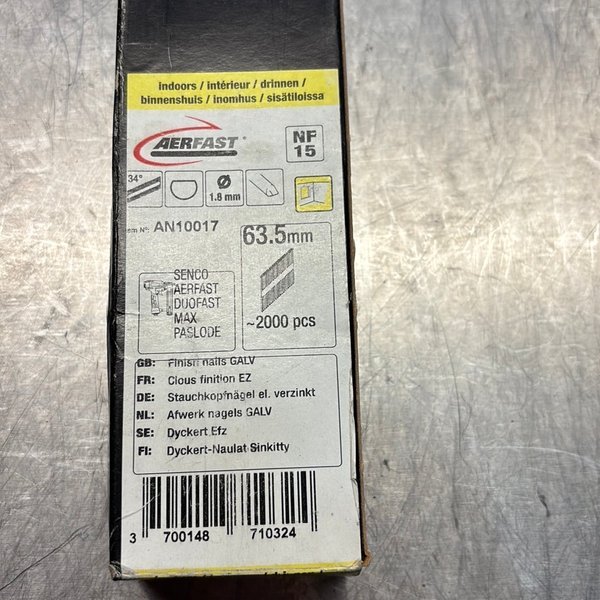 indoors / intérieur / drinnen /
binnenshuis / inomhus / sisätiloissa
AERFAST®
NF
15
34°
Ø
1.8 mm
em N°: AN10017
63.5mm
SENCO
AERFAST
DUOFAST
MAX
PASLODE
~2000 pcs
GB: Finish nails GALV
FR: Clous finition EZ
DE: Stauchkopfnägel el. verzinkt
NL: Afwerk nagels GALV
SE: Dyckert Efz
FI: Dyckert-Naulat Sinkitty
3 700148 710324